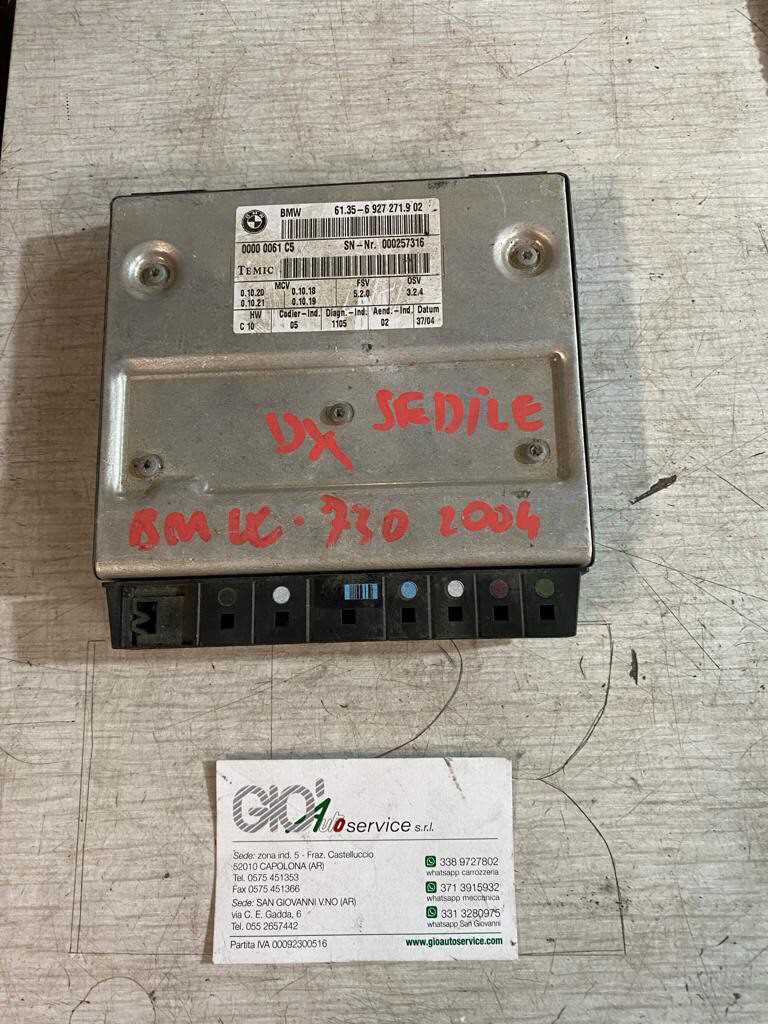 BMW 61.35-6 927 271.9 02
0000 0061 C5 SN-Nr. 000257316
TEMIC
MCV FSV OSV
0.10.20 0.10.18 5.2.0 3.2.4
0.10.21 0.10.19
HW Codier-Ind. Diagn.-Ind. Aend.-Ind. Datum
C 10 05 1105 02 37/04
DX SEDILE
730 2004
GIO' Autoservice s.r.l.
Sede: zona ind. 5 - Fraz. Castelluccio
52010 CAPOLONA (AR)
Tel. 0575 451353
Fax 0575 451366
Sede: SAN GIOVANNI V.NO (AR)
via C. E. Gadda, 6
Tel. 055 2657442
Partita IVA 00092300516
338 9727802
whatsapp carrozzeria
371 3915932
whatsapp meccanica
331 3280975
whatsapp San Giovanni
www.gioautoservice.com